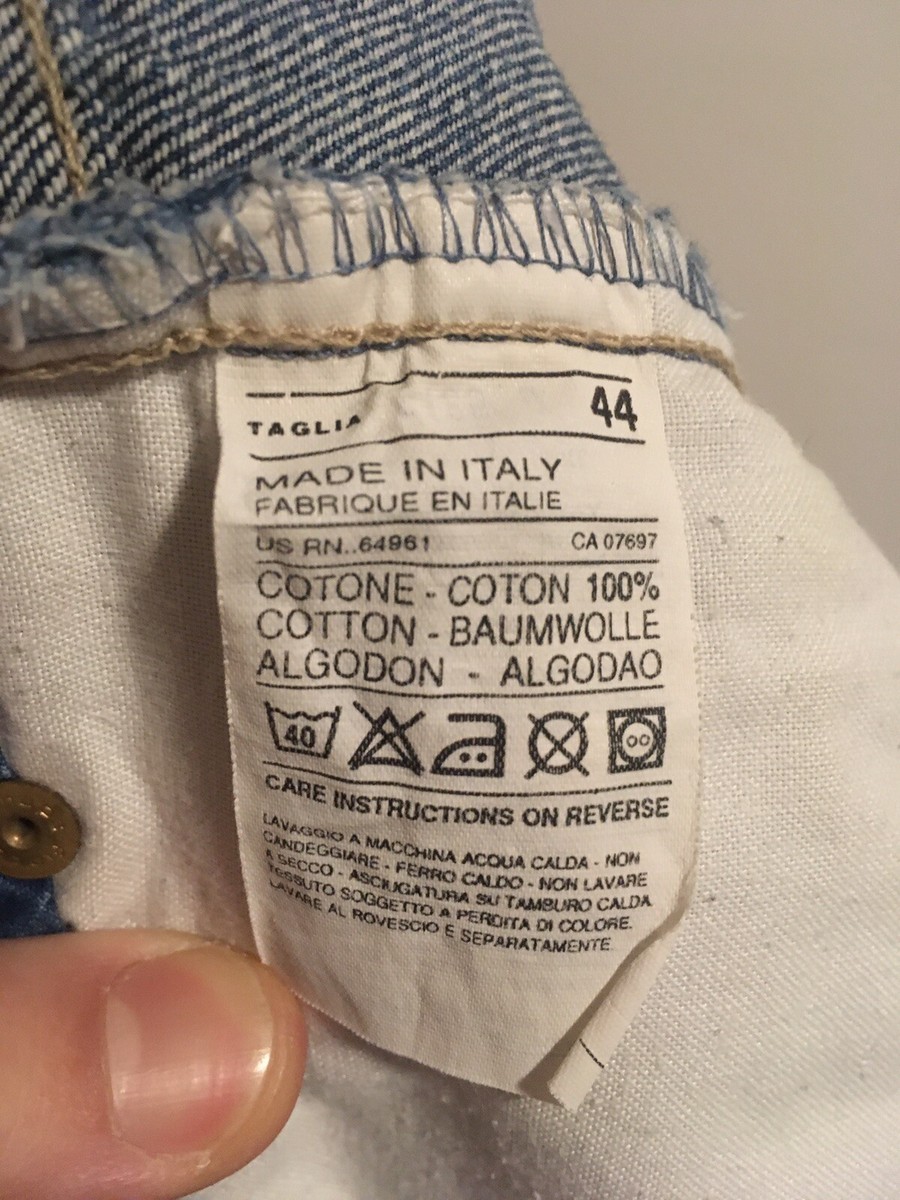 TAGLIA 44
MADE IN ITALY
FABRIQUE EN ITALIE
US RN..64961 CA 07697
COTONE - COTON 100%
COTTON - BAUMWOLLE
ALGODON - ALGODAO
40
CARE INSTRUCTIONS ON REVERSE
LAVAGGIO A MACCHINA ACQUA CALDA - NON
CANDEGGIARE - FERRO CALDO - NON LAVARE
A SECCO - ASCIUGATURA SU TAMBURO CALDA
TESSUTO SOGGETTO A PERDITA DI COLORE.
LAVARE AL ROVESCIO E SEPARATAMENTE.